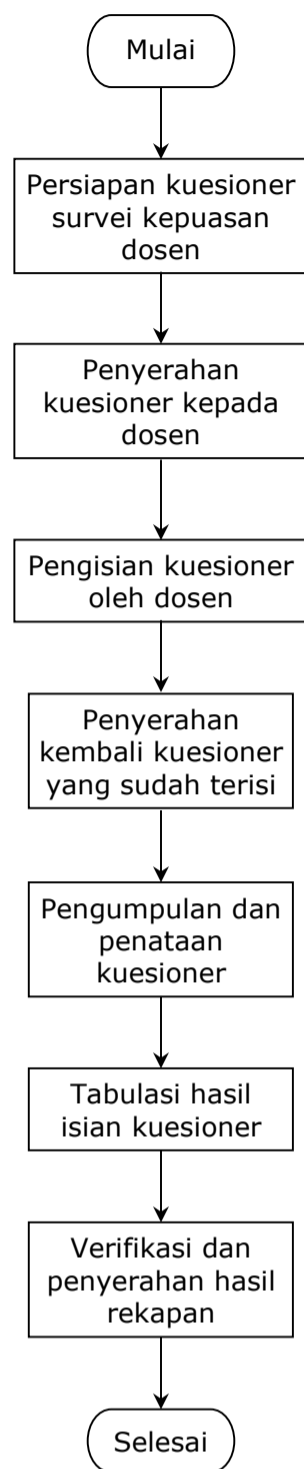 Mulai
Persiapan kuesioner
survei kepuasan
dosen
Penyerahan
kuesioner kepada
dosen
Pengisian kuesioner
oleh dosen
Penyerahan
kembali kuesioner
yang sudah terisi
Pengumpulan dan
penataan
kuesioner
Tabulasi hasil
isian kuesioner
Verifikasi dan
penyerahan hasil
rekapan
Selesai